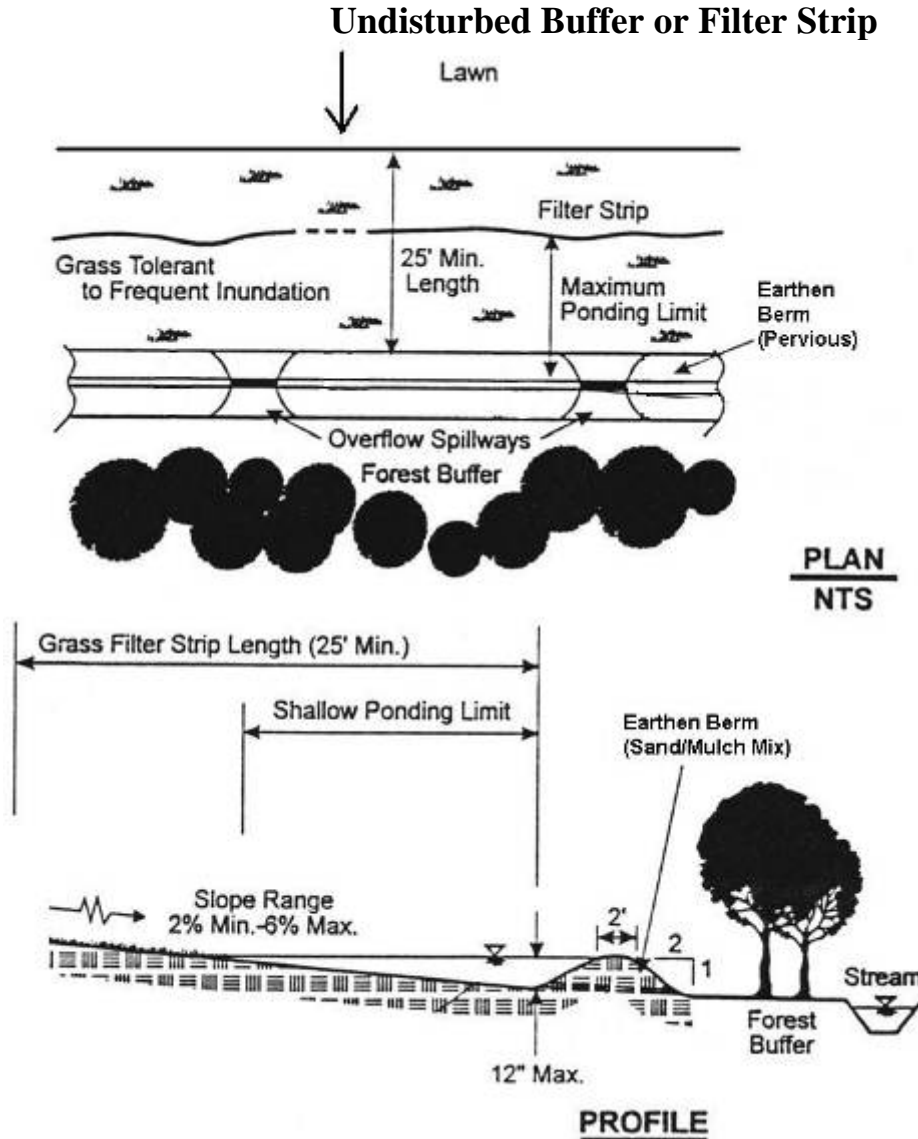 Undisturbed Buffer or Filter Strip
Lawn
Filter Strip
Grass Tolerant
to Frequent Inundation
25' Min.
Length
Maximum
Ponding Limit
Earthen
Berm
(Pervious)
Overflow Spillways
Forest Buffer
PLAN
NTS
Grass Filter Strip Length (25' Min.)
Shallow Ponding Limit
Earthen Berm
(Sand/Mulch Mix)
Slope Range
2% Min.-6% Max.
2'
2
1
Stream
Forest
Buffer
12" Max.
PROFILE